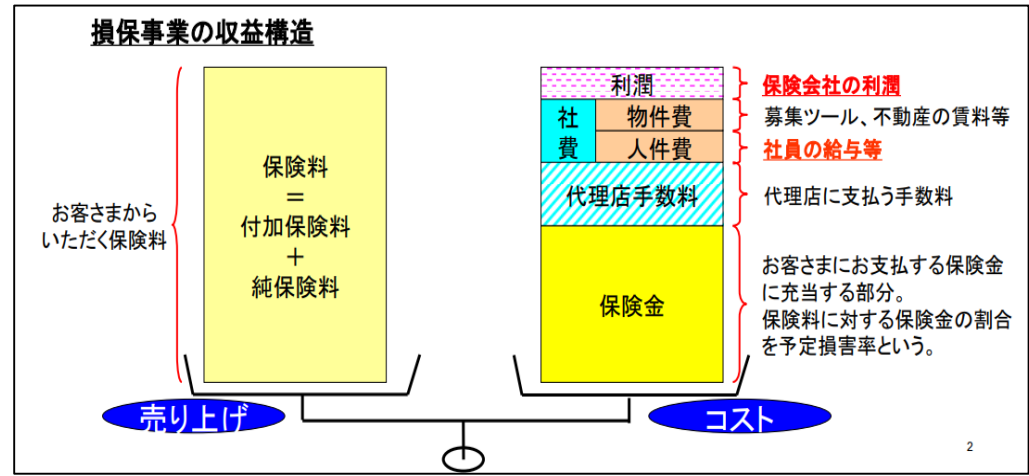 損保事業の収益構造
お客さまから
いただく保険料
保険料
＝
付加保険料
＋
純保険料
売り上げ
利潤
社
費
物件費
人件費
代理店手数料
保険金
コスト
保険会社の利潤
募集ツール、不動産の賃料等
社員の給与等
代理店に支払う手数料
お客さまにお支払する保険金
に充当する部分。
保険料に対する保険金の割合
を予定損害率という。
2